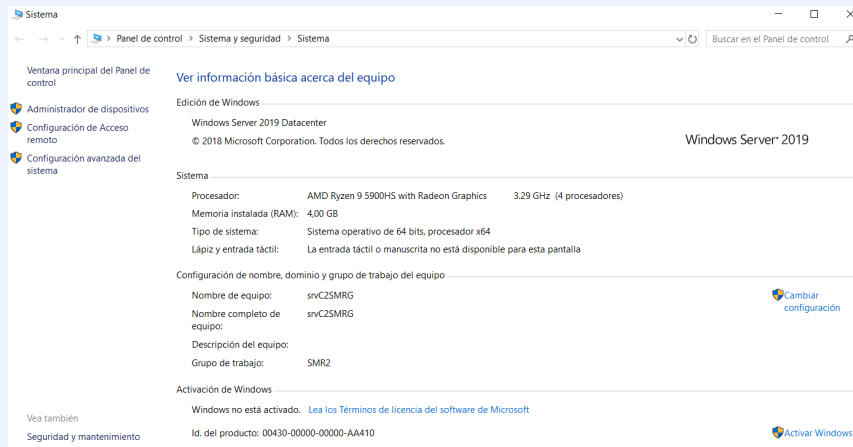 Sistema
Panel de control > Sistema y seguridad > Sistema
Buscar en el Panel de control
Ventana principal del Panel de
control
Administrador de dispositivos
Configuración de Acceso
remoto
Configuración avanzada del
sistema
Ver información básica acerca del equipo
Edición de Windows
Windows Server 2019 Datacenter
© 2018 Microsoft Corporation. Todos los derechos reservados.
Windows Server 2019
Sistema
Procesador: AMD Ryzen 9 5900HS with Radeon Graphics 3.29 GHz (4 procesadores)
Memoria instalada (RAM): 4,00 GB
Tipo de sistema: Sistema operativo de 64 bits, procesador x64
Lápiz y entrada táctil: La entrada táctil o manuscrita no está disponible para esta pantalla
Configuración de nombre, dominio y grupo de trabajo del equipo
Nombre de equipo: srvC2SMRG
Cambiar
configuración
Nombre completo de
equipo:
srvC2SMRG
Descripción del equipo:
Grupo de trabajo: SMR2
Activación de Windows
Windows no está activado. Lea los Términos de licencia del software de Microsoft
Id. del producto: 00430-00000-00000-AA410
Activar Windows
Vea también
Seguridad y mantenimiento